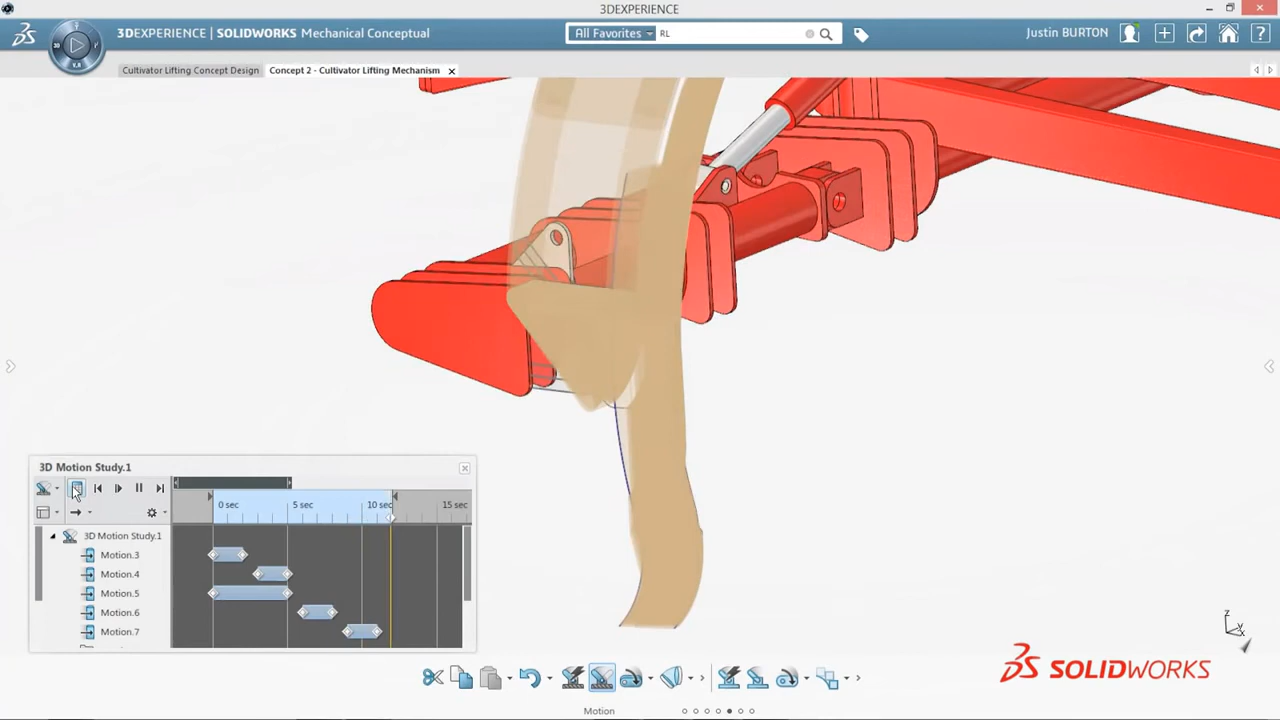 3DEXPERIENCE
3DEXPERIENCE | SOLIDWORKS Mechanical Conceptual
All Favorites RL
Justin BURTON
Cultivator Lifting Concept Design
Concept 2 - Cultivator Lifting Mechanism
3D Motion Study.1
0 sec 5 sec 10 sec 15 sec
3D Motion Study.1
Motion.3
Motion.4
Motion.5
Motion.6
Motion.7
Z
Y
X
SOLIDWORKS
Motion